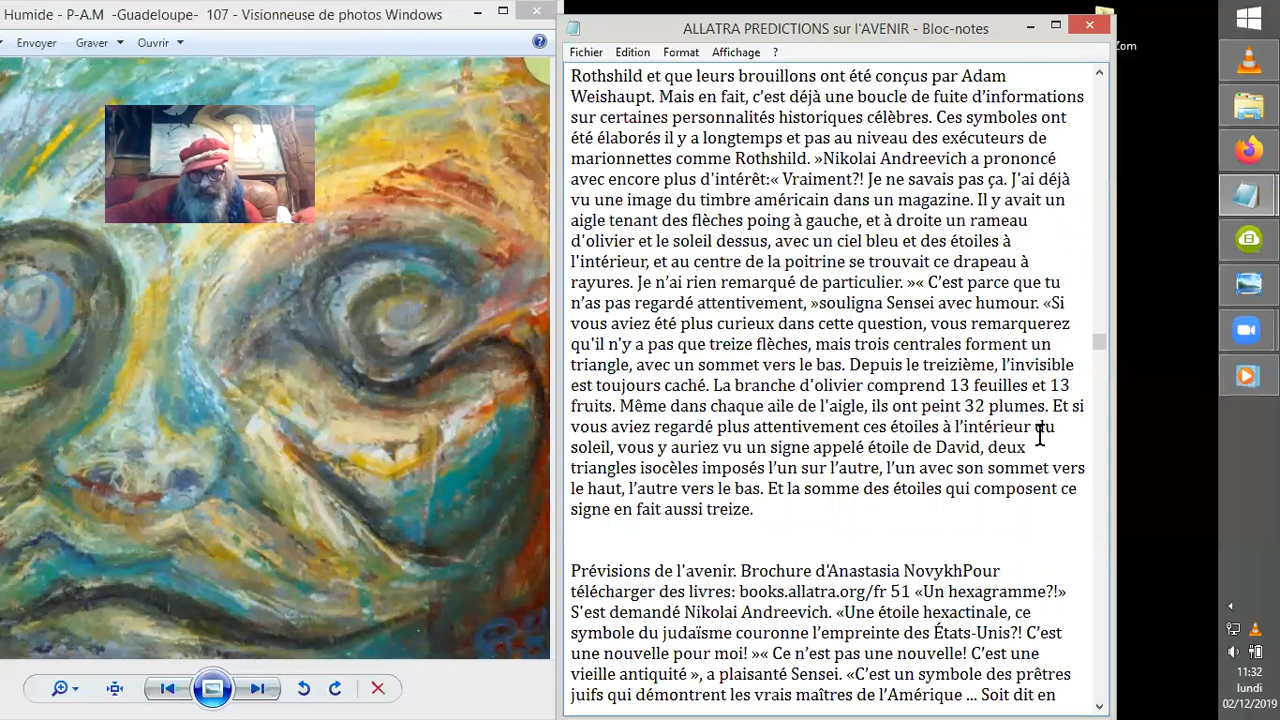 Humide - P-A.M -Guadeloupe- 107 - Visionneuse de photos Windows
Envoyer Graver Ouvrir
ALLATRA PREDICTIONS sur l'AVENIR - Bloc-notes
Fichier Edition Format Affichage ?
Rothshild et que leurs brouillons ont été conçus par Adam
Weishaupt. Mais en fait, c'est déjà une boucle de fuite d'informations
sur certaines personnalités historiques célèbres. Ces symboles ont
été élaborés il y a longtemps et pas au niveau des exécuteurs de
marionnettes comme Rothshild. »Nikolai Andreevich a prononcé
avec encore plus d'intérêt:« Vraiment?! Je ne savais pas ça. J'ai déjà
vu une image du timbre américain dans un magazine. Il y avait un
aigle tenant des flèches poing à gauche, et à droite un rameau
d'olivier et le soleil dessus, avec un ciel bleu et des étoiles à
l'intérieur, et au centre de la poitrine se trouvait ce drapeau à
rayures. Je n'ai rien remarqué de particulier. »« C'est parce que tu
n'as pas regardé attentivement, »souligna Sensei avec humour. «Si
vous aviez été plus curieux dans cette question, vous remarquerez
qu'il n'y a pas que treize flèches, mais trois centrales forment un
triangle, avec un sommet vers le bas. Depuis le treizième, l'invisible
est toujours caché. La branche d'olivier comprend 13 feuilles et 13
fruits. Même dans chaque aile de l'aigle, ils ont peint 32 plumes. Et si
vous aviez regardé plus attentivement ces étoiles à l'intérieur du
soleil, vous y auriez vu un signe appelé étoile de David, deux
triangles isocèles imposés l'un sur l'autre, l'un avec son sommet vers
le haut, l'autre vers le bas. Et la somme des étoiles qui composent ce
signe en fait aussi treize.
Prévisions de l'avenir. Brochure d'Anastasia NovykhPour
télécharger des livres: books.allatra.org/fr 51 «Un hexagramme?!»
S'est demandé Nikolai Andreevich. «Une étoile hexactinale, ce
symbole du judaïsme couronne l'empreinte des États-Unis?! C'est
une nouvelle pour moi! »« Ce n'est pas une nouvelle! C'est une
vieille antiquité », a plaisanté Sensei. «C'est un symbole des prêtres
juifs qui démontrent les vrais maîtres de l'Amérique ... Soit dit en
Zom
11:32
lundi
02/12/2019